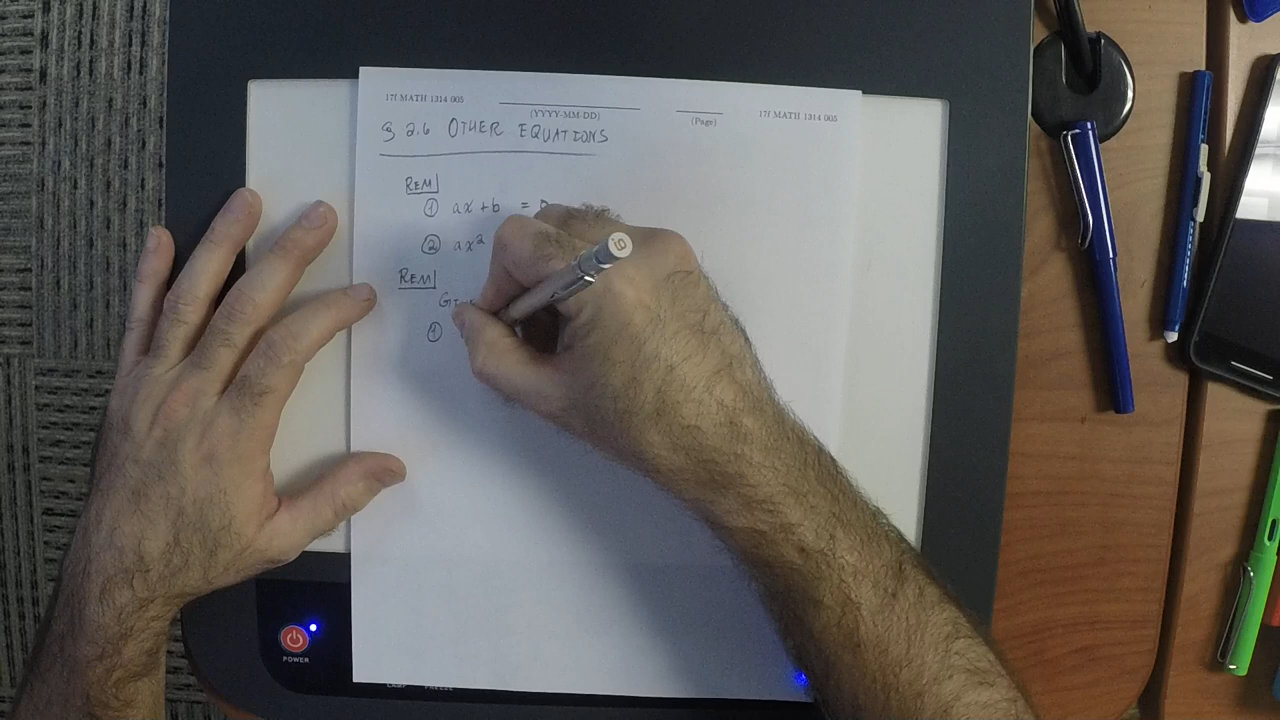 17f MATH 1314 005
(YYYY-MM-DD)
(Page)
17f MATH 1314 005
§ 2.6 OTHER EQUATIONS
REM
① ax + b =
② ax²
REM
①
POWER